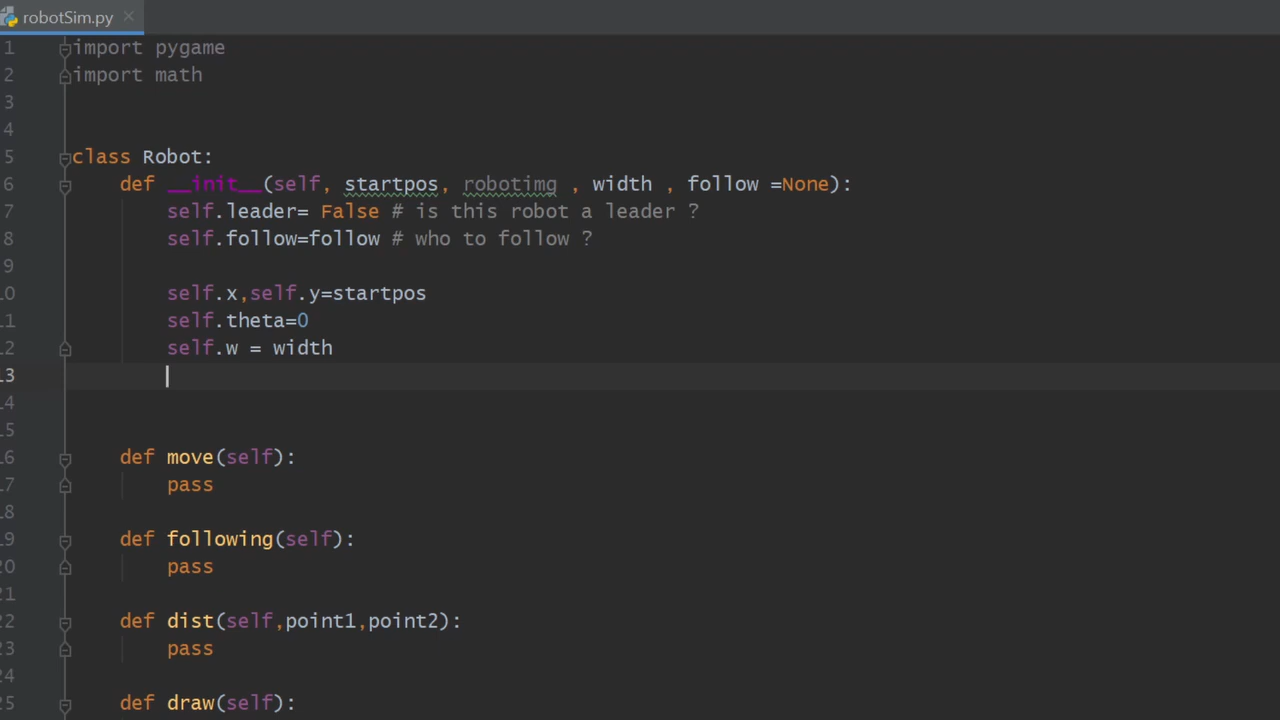 robotSim.py
1 import pygame
2 import math
3
4
5 class Robot:
6 def __init__(self, startpos, robotimg , width , follow =None):
7 self.leader= False # is this robot a leader ?
8 self.follow=follow # who to follow ?
9
10 self.x,self.y=startpos
11 self.theta=0
12 self.w = width
13
14
15
16 def move(self):
17 pass
18
19 def following(self):
20 pass
21
22 def dist(self,point1,point2):
23 pass
24
25 def draw(self):